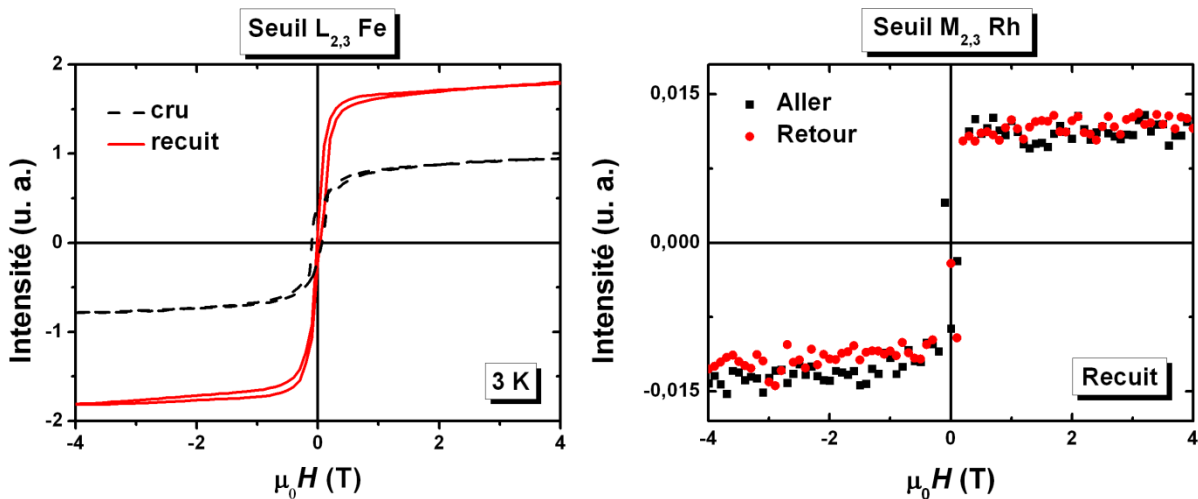 Seuil L2,3 Fe
Intensité (u. a.)
2
1
0
-1
-2
cru
recuit
3 K
-4
-2
0
2
4
μ0H (T)
Seuil M2,3 Rh
Intensité (u. a.)
0,015
0,000
-0,015
Aller
Retour
Recuit
-4
-2
0
2
4
μ0H (T)